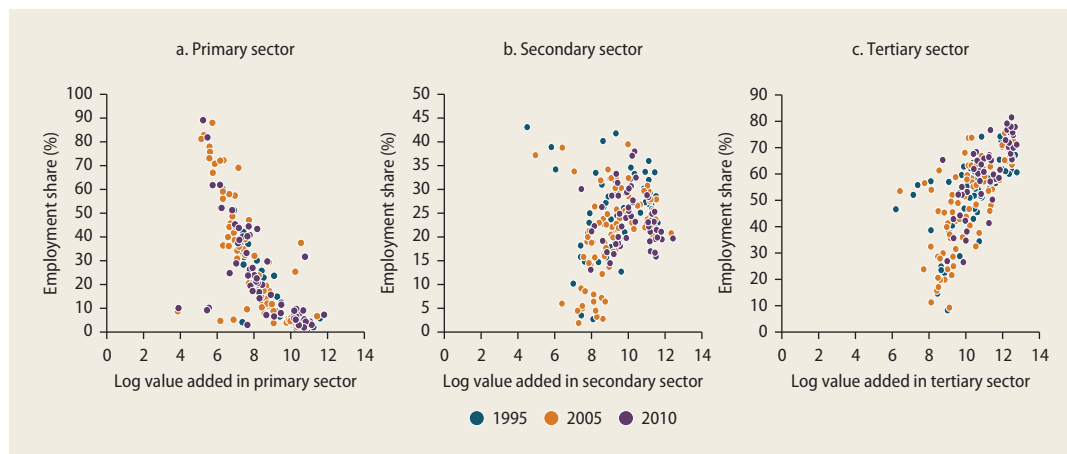 a. Primary sector
Employment share (%)
100
90
80
70
60
50
40
30
20
10
0
0 2 4 6 8 10 12 14
Log value added in primary sector
b. Secondary sector
Employment share (%)
50
45
40
35
30
25
20
15
10
5
0
0 2 4 6 8 10 12 14
Log value added in secondary sector
c. Tertiary sector
Employment share (%)
90
80
70
60
50
40
30
20
10
0
0 2 4 6 8 10 12 14
Log value added in tertiary sector
1995 2005 2010